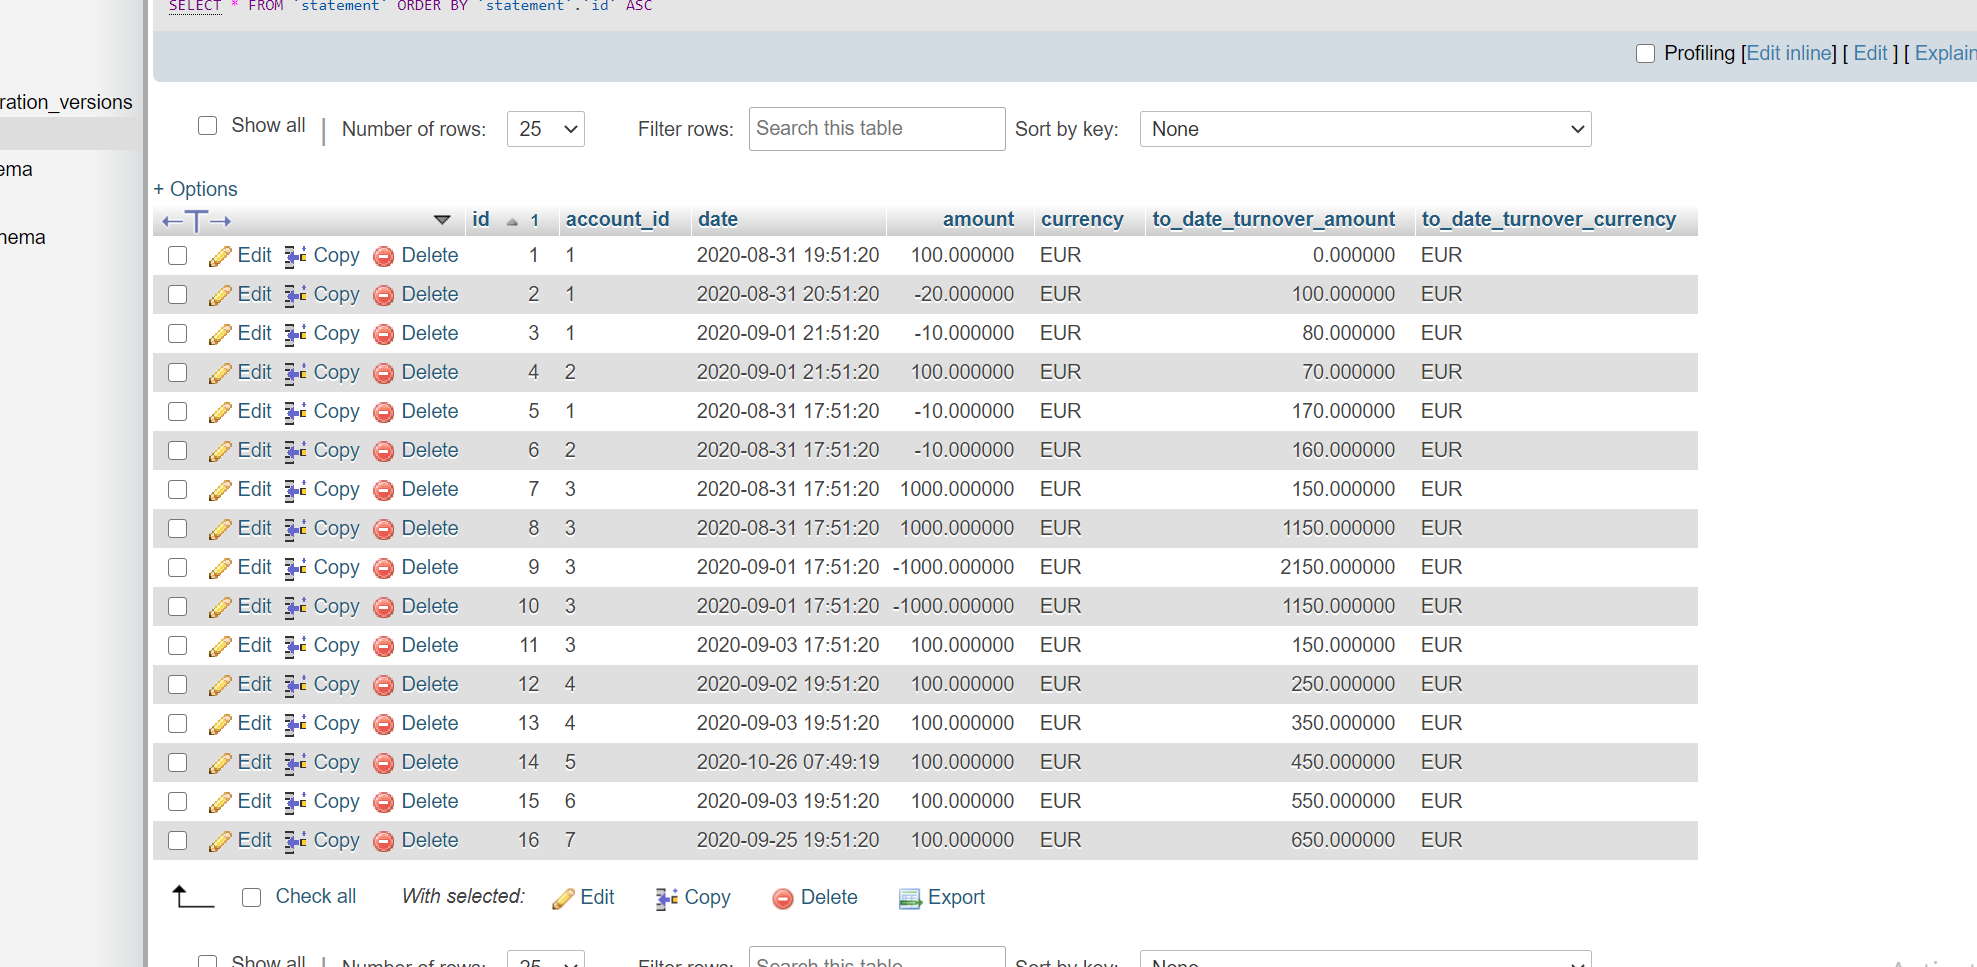 SELECT * FROM `statement` ORDER BY `statement`.`id` ASC
Profiling [Edit inline] [ Edit ] [ Explain
ration_versions
Show all | Number of rows: 25 Filter rows: Search this table Sort by key: None
ema
+ Options
nema
←T→ id 1 account_id date amount currency to_date_turnover_amount to_date_turnover_currency
Edit Copy Delete 1 1 2020-08-31 19:51:20 100.000000 EUR 0.000000 EUR
Edit Copy Delete 2 1 2020-08-31 20:51:20 -20.000000 EUR 100.000000 EUR
Edit Copy Delete 3 1 2020-09-01 21:51:20 -10.000000 EUR 80.000000 EUR
Edit Copy Delete 4 2 2020-09-01 21:51:20 100.000000 EUR 70.000000 EUR
Edit Copy Delete 5 1 2020-08-31 17:51:20 -10.000000 EUR 170.000000 EUR
Edit Copy Delete 6 2 2020-08-31 17:51:20 -10.000000 EUR 160.000000 EUR
Edit Copy Delete 7 3 2020-08-31 17:51:20 1000.000000 EUR 150.000000 EUR
Edit Copy Delete 8 3 2020-08-31 17:51:20 1000.000000 EUR 1150.000000 EUR
Edit Copy Delete 9 3 2020-09-01 17:51:20 -1000.000000 EUR 2150.000000 EUR
Edit Copy Delete 10 3 2020-09-01 17:51:20 -1000.000000 EUR 1150.000000 EUR
Edit Copy Delete 11 3 2020-09-03 17:51:20 100.000000 EUR 150.000000 EUR
Edit Copy Delete 12 4 2020-09-02 19:51:20 100.000000 EUR 250.000000 EUR
Edit Copy Delete 13 4 2020-09-03 19:51:20 100.000000 EUR 350.000000 EUR
Edit Copy Delete 14 5 2020-10-26 07:49:19 100.000000 EUR 450.000000 EUR
Edit Copy Delete 15 6 2020-09-03 19:51:20 100.000000 EUR 550.000000 EUR
Edit Copy Delete 16 7 2020-09-25 19:51:20 100.000000 EUR 650.000000 EUR
Check all With selected: Edit Copy Delete Export
Show all | Number of rows: 25 Filter rows: Search this table Sort by key: None